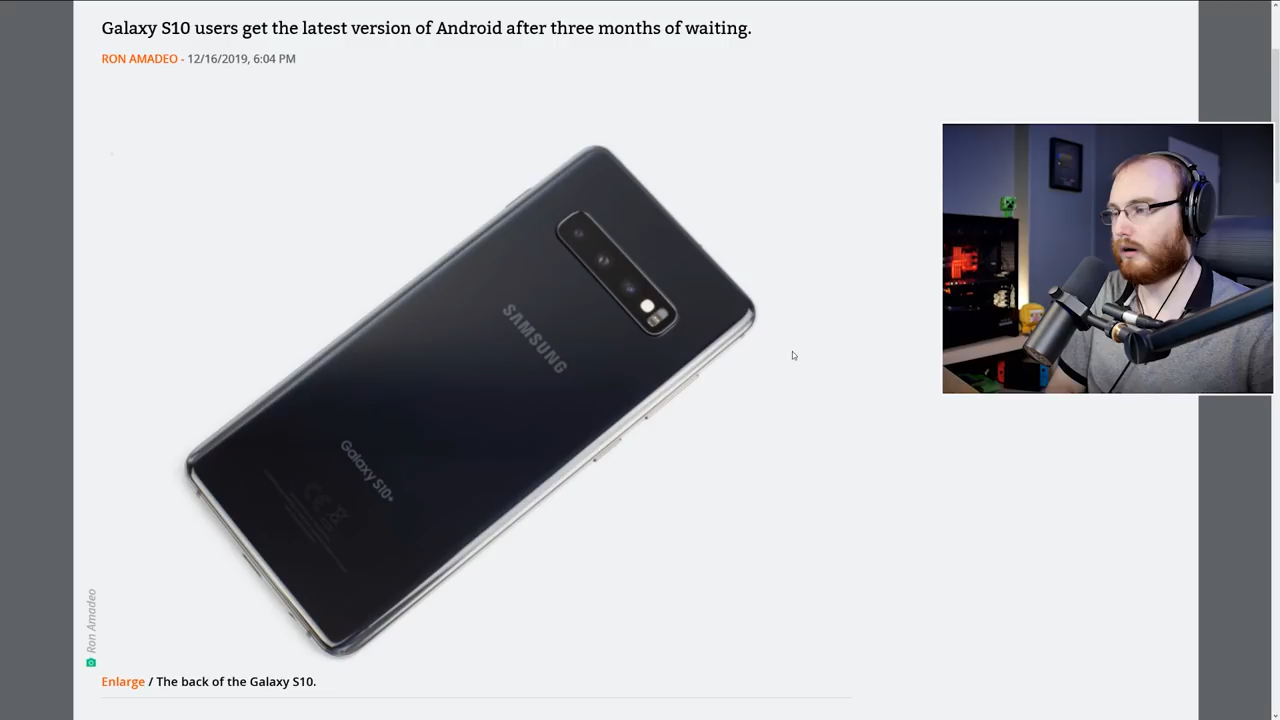 Galaxy S10 users get the latest version of Android after three months of waiting.
RON AMADEO - 12/16/2019, 6:04 PM
SAMSUNG
Galaxy S10+
Ron Amadeo
Enlarge / The back of the Galaxy S10.